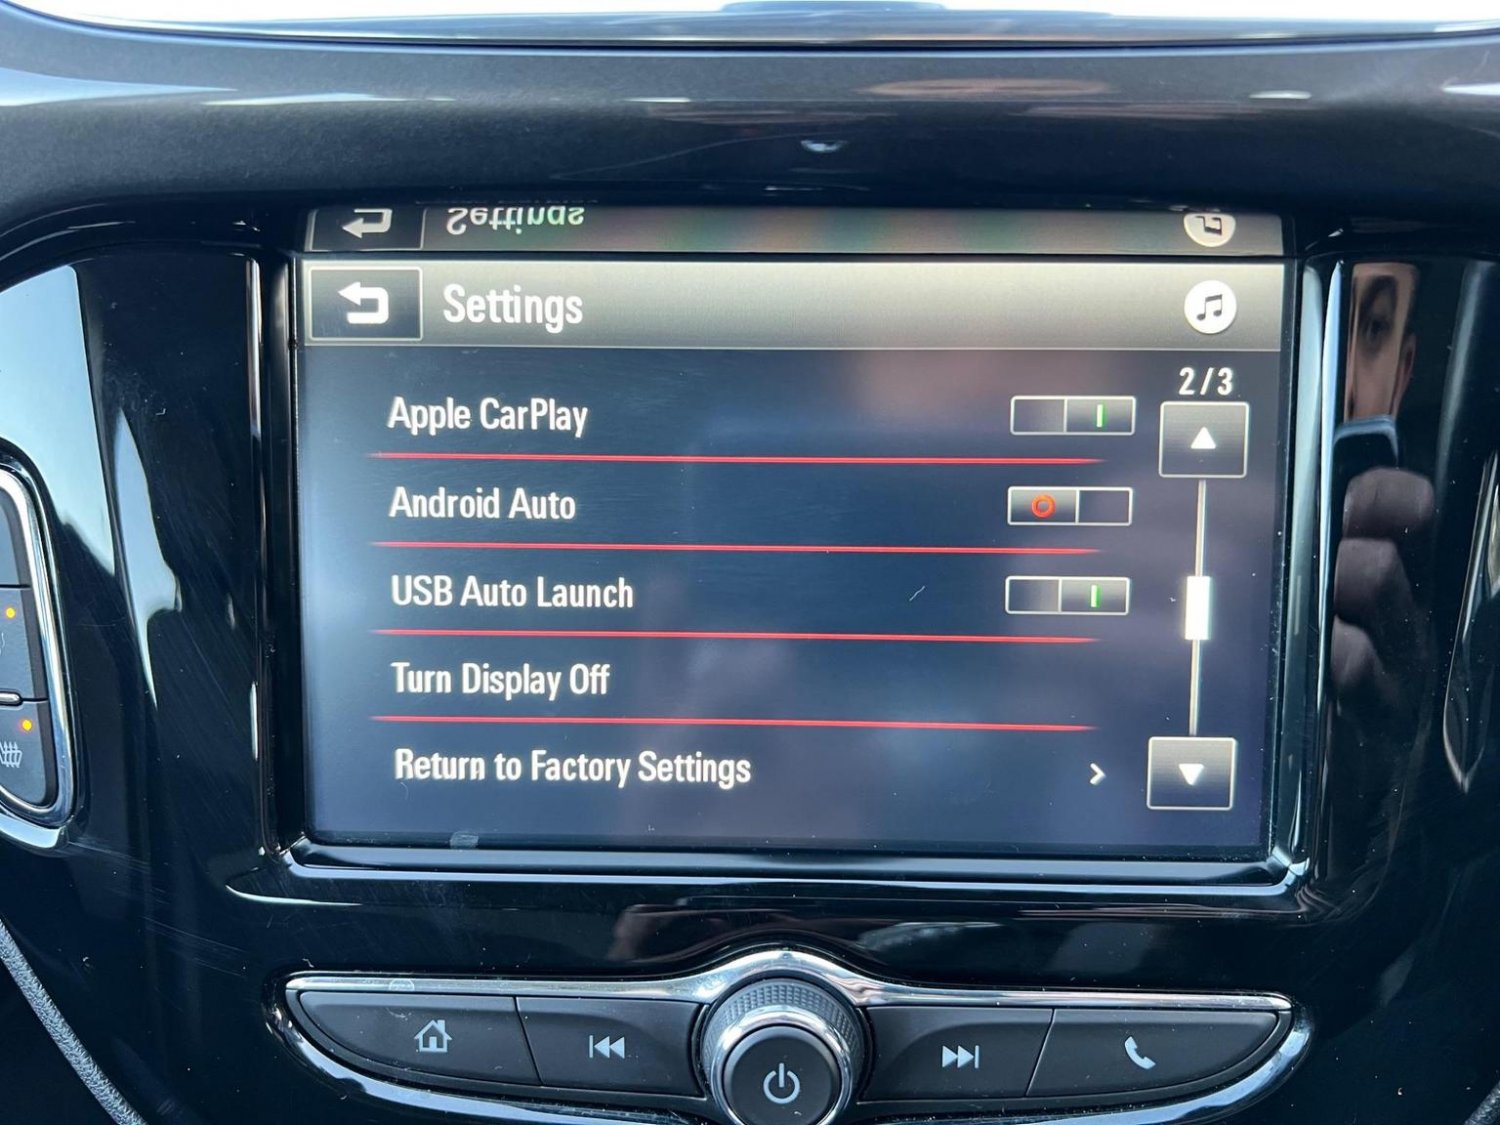 Settings
Settings
2/3
Apple CarPlay
Android Auto
USB Auto Launch
Turn Display Off
Return to Factory Settings